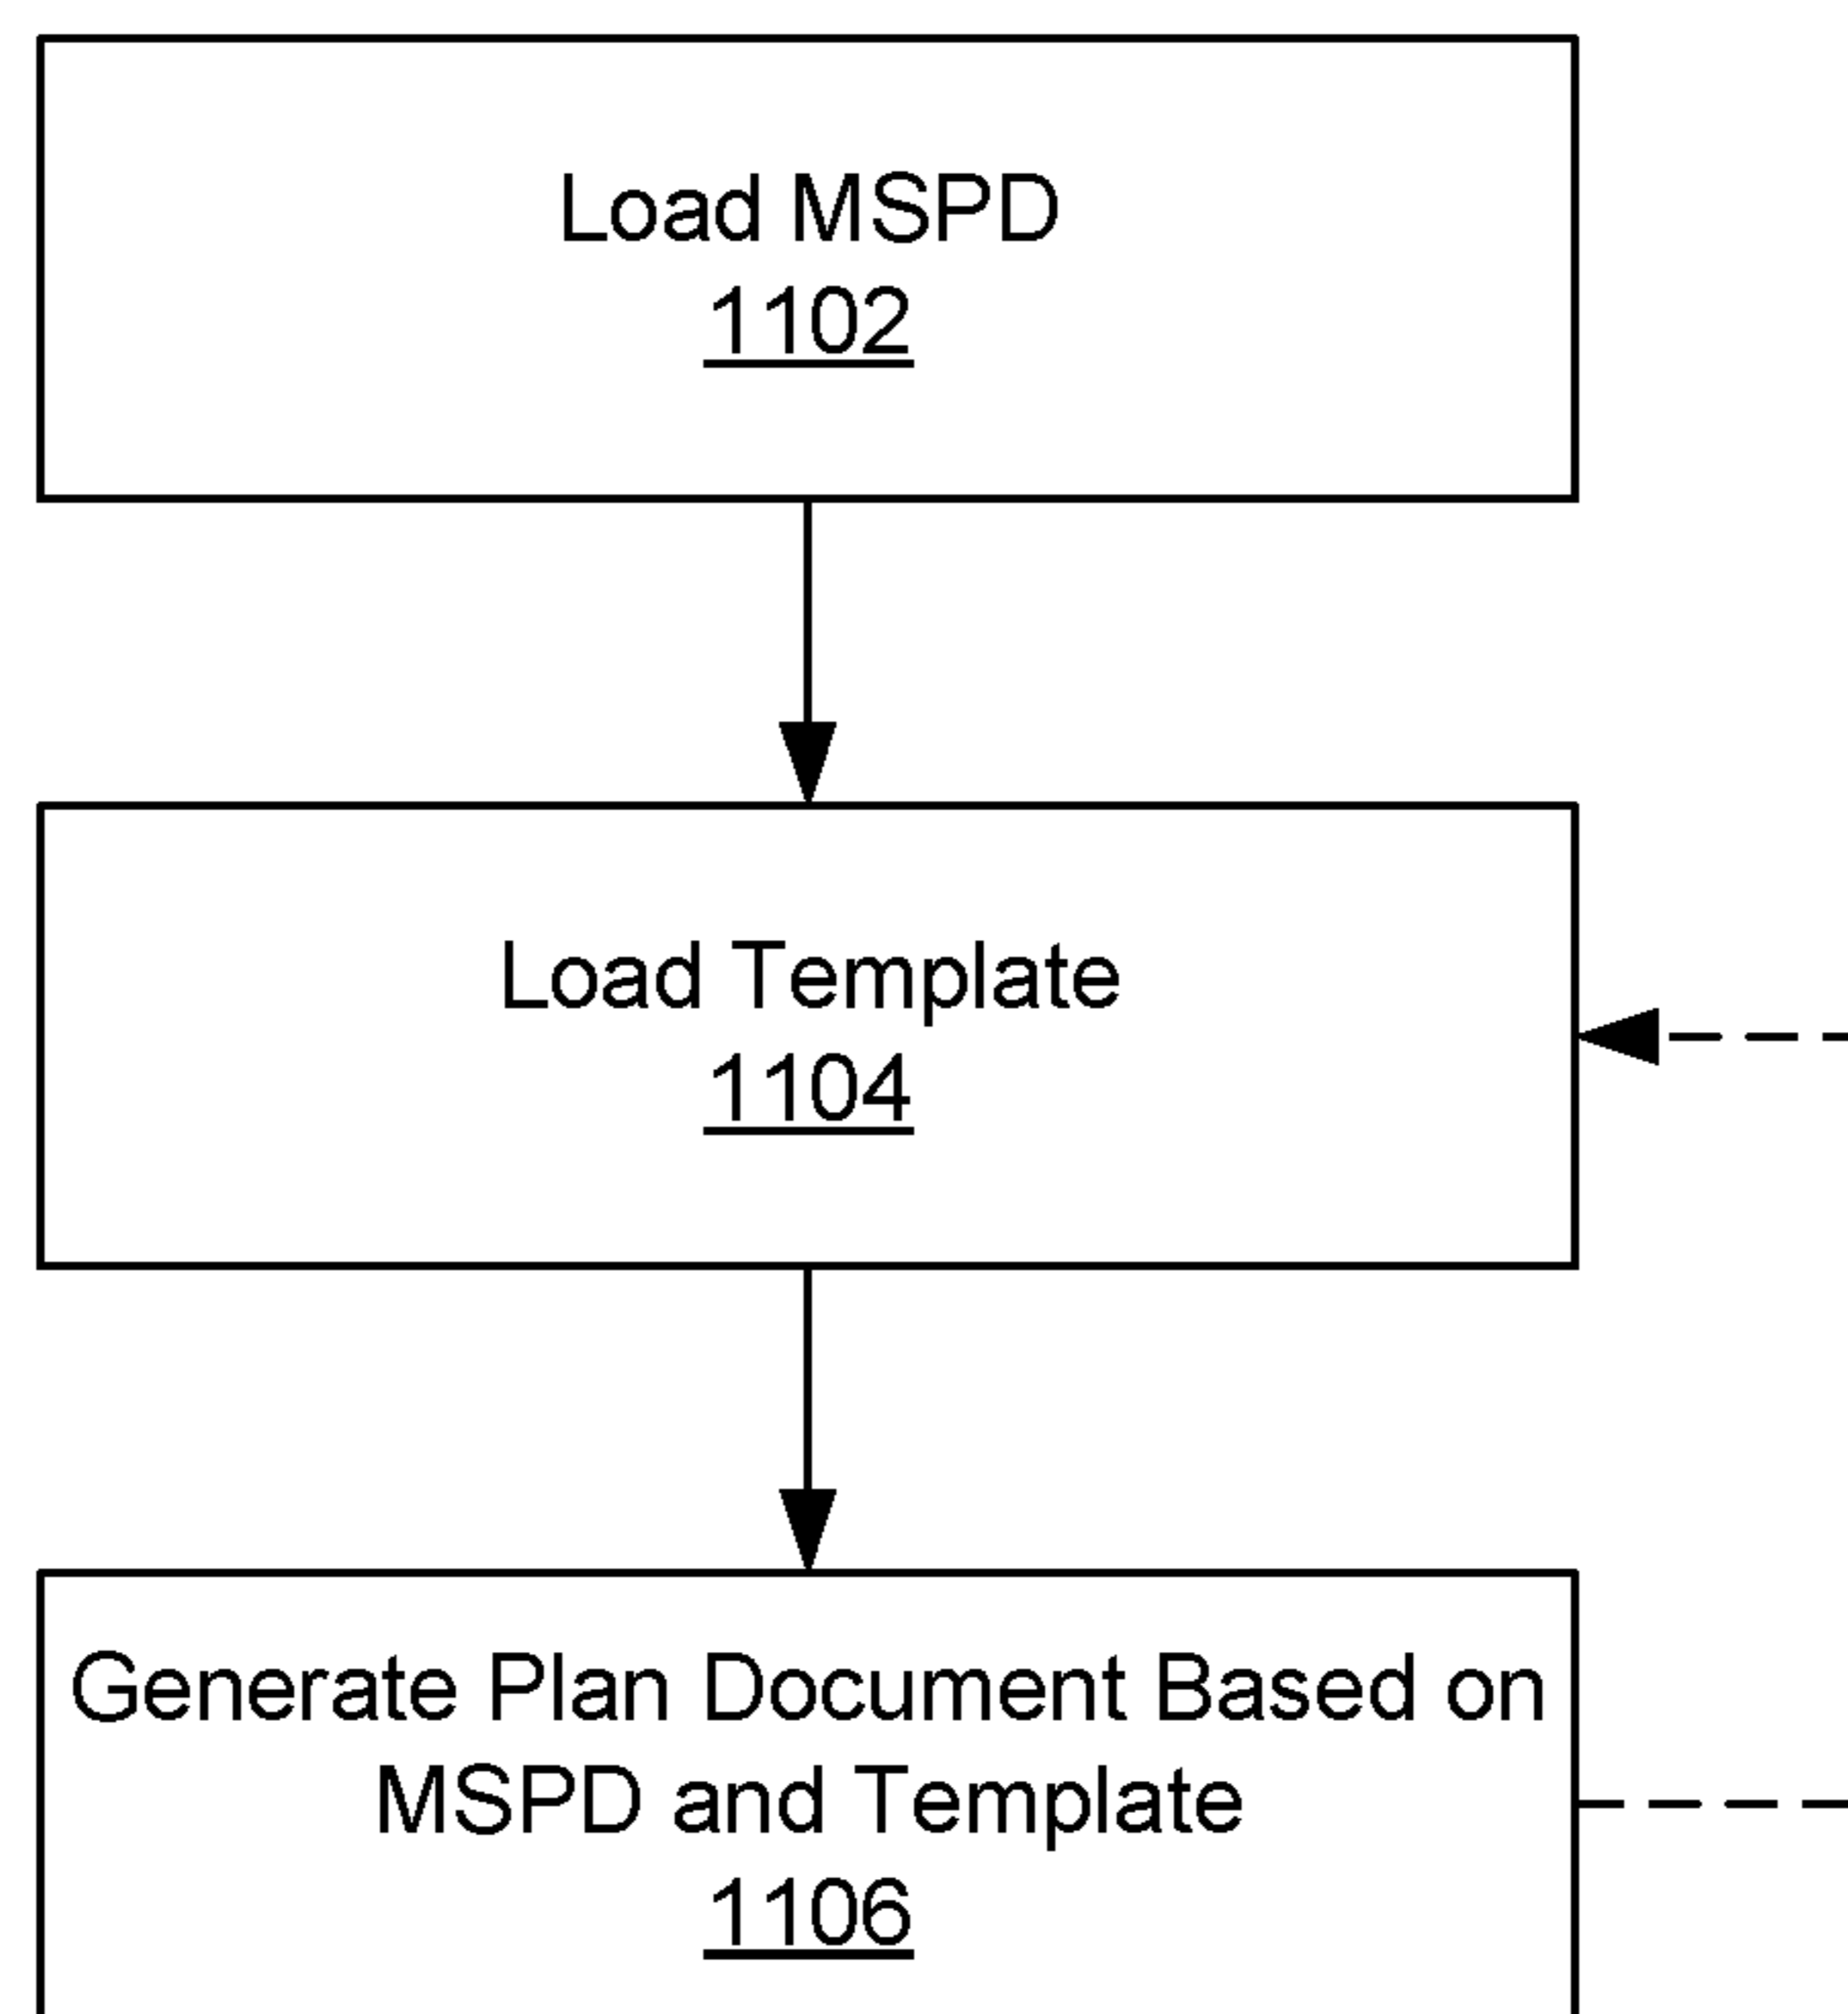 Load MSPD
1102
Load Template
1104
Generate Plan Document Based on
MSPD and Template
1106